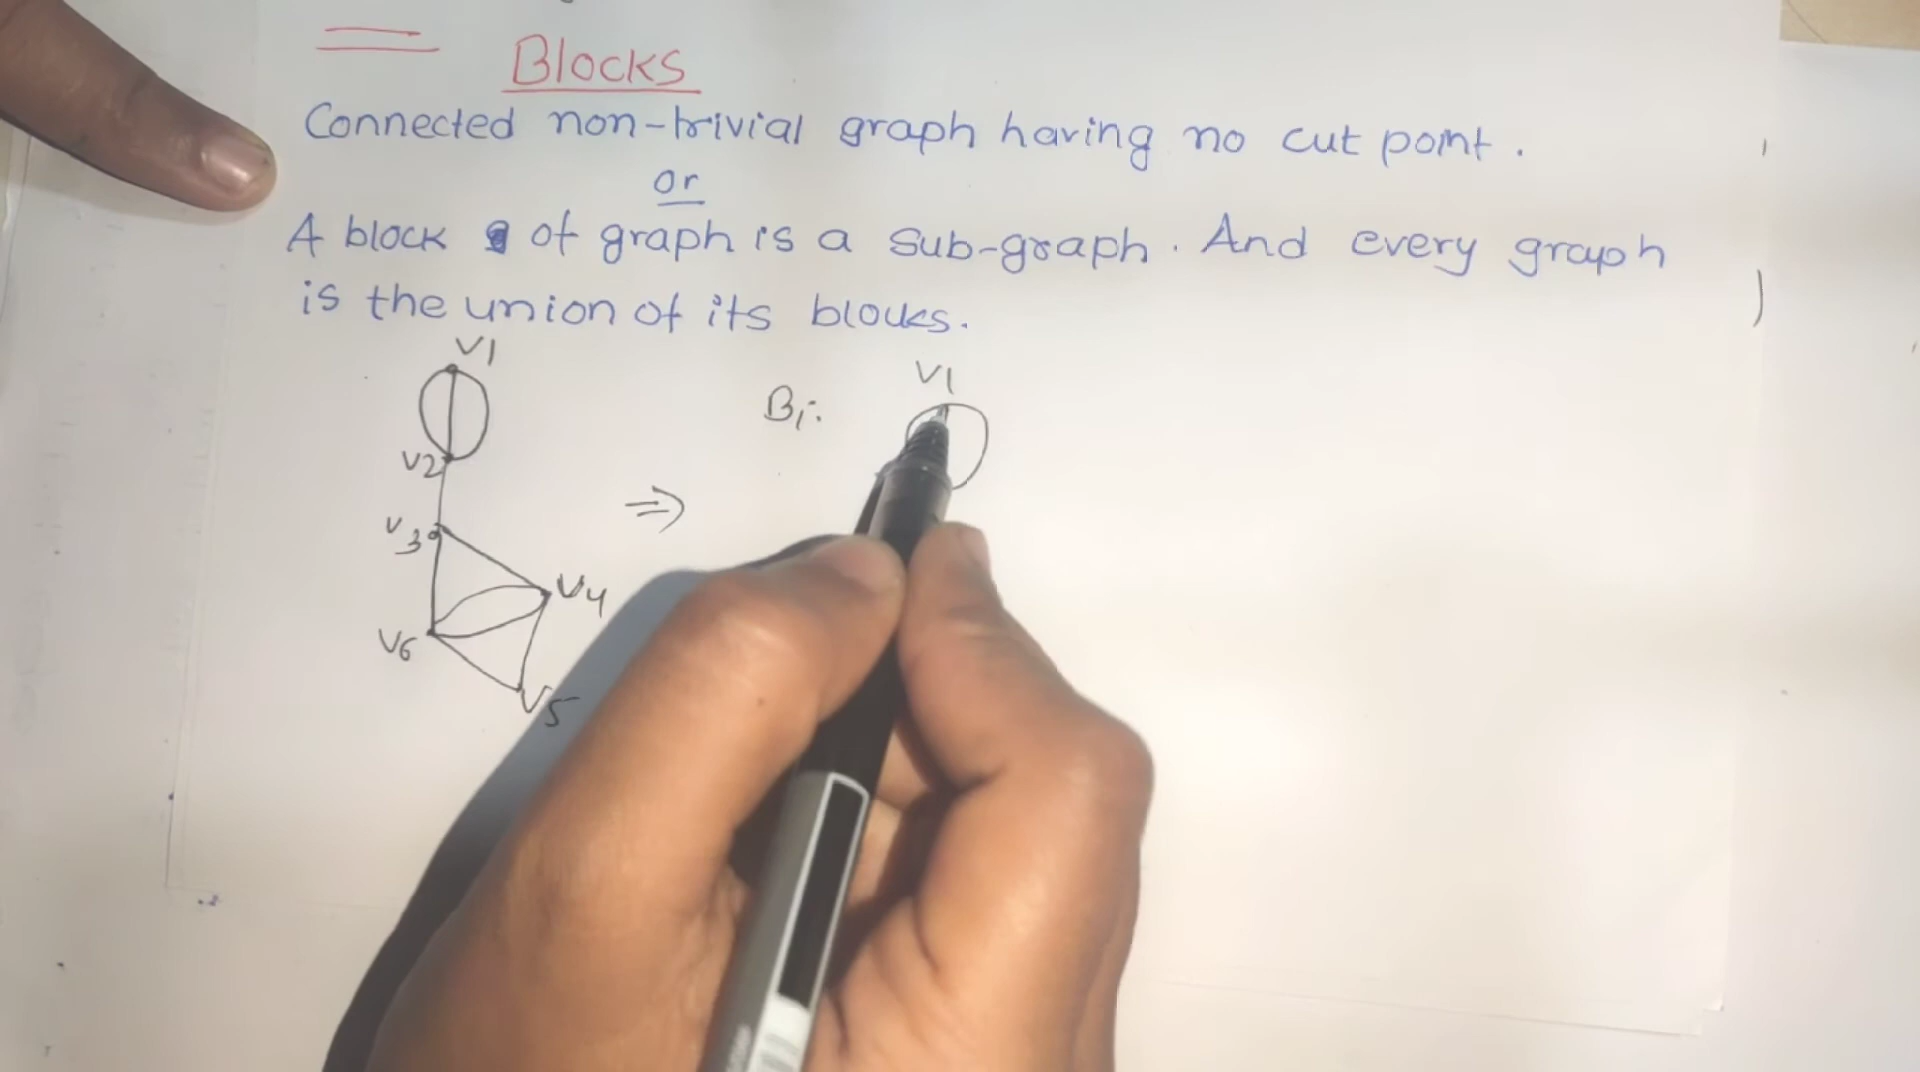 Blocks
Connected non-trivial graph having no cut point.
or
A block of graph is a sub-graph. And every graph
is the union of its blocks.
V1
V2
V3
V4
V6
V5
⇒
B1:
V1